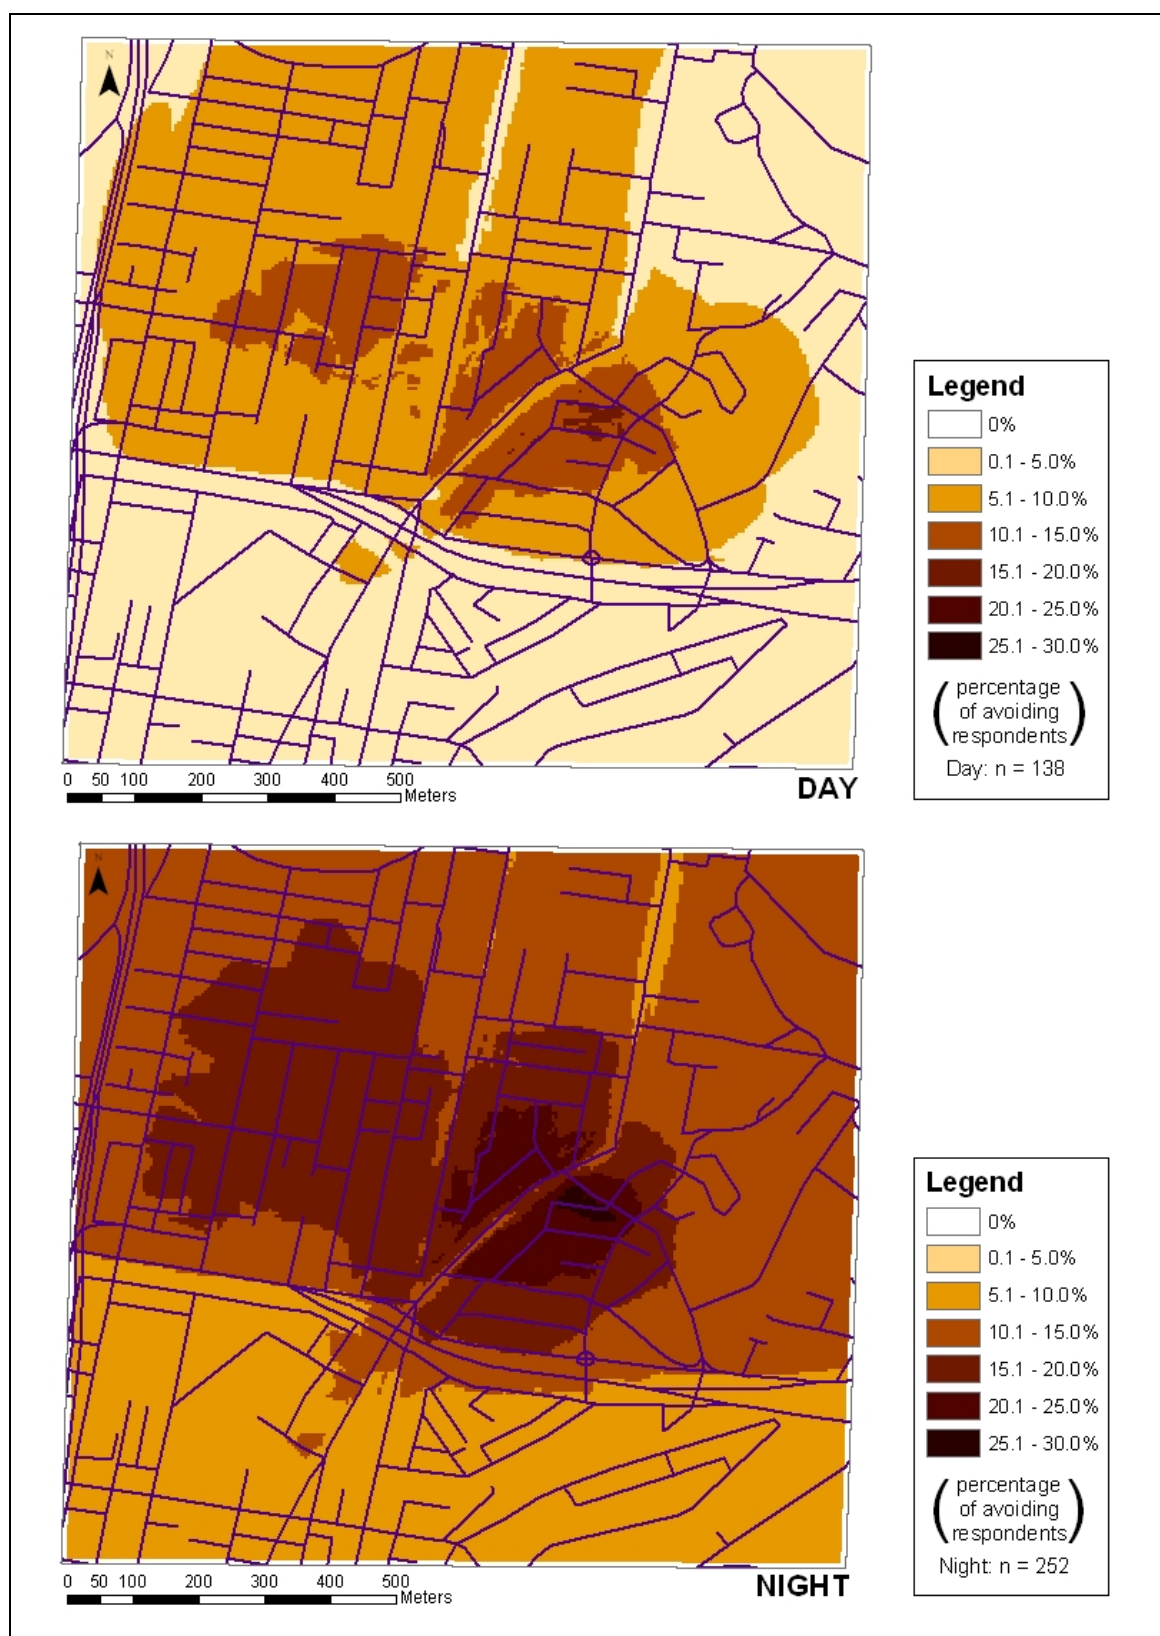 N
Legend
0%
0.1 - 5.0%
5.1 - 10.0%
10.1 - 15.0%
15.1 - 20.0%
20.1 - 25.0%
25.1 - 30.0%
(percentage
of avoiding
respondents)
Day: n = 138
0 50 100 200 300 400 500
Meters
DAY
N
Legend
0%
0.1 - 5.0%
5.1 - 10.0%
10.1 - 15.0%
15.1 - 20.0%
20.1 - 25.0%
25.1 - 30.0%
(percentage
of avoiding
respondents)
Night: n = 252
0 50 100 200 300 400 500
Meters
NIGHT